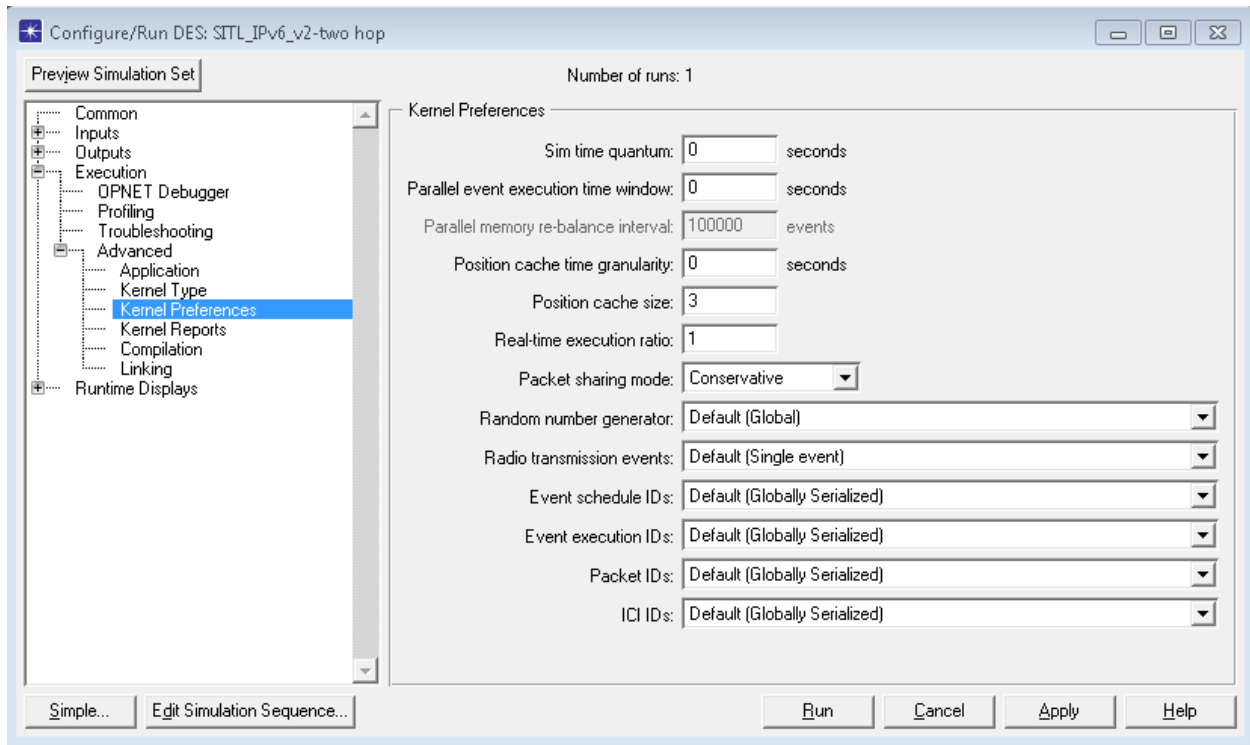 Configure/Run DES: SITL_IPv6_v2-two hop
Preview Simulation Set
Number of runs: 1
Common
Inputs
Outputs
Execution
OPNET Debugger
Profiling
Troubleshooting
Advanced
Application
Kernel Type
Kernel Preferences
Kernel Reports
Compilation
Linking
Runtime Displays
Kernel Preferences
Sim time quantum: 0 seconds
Parallel event execution time window: 0 seconds
Parallel memory re-balance interval: 100000 events
Position cache time granularity: 0 seconds
Position cache size: 3
Real-time execution ratio: 1
Packet sharing mode: Conservative
Random number generator: Default (Global)
Radio transmission events: Default (Single event)
Event schedule IDs: Default (Globally Serialized)
Event execution IDs: Default (Globally Serialized)
Packet IDs: Default (Globally Serialized)
ICI IDs: Default (Globally Serialized)
Simple... Edit Simulation Sequence... Run Cancel Apply Help